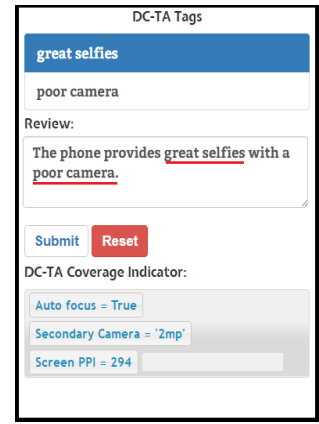 DC-TA Tags
great selfies
poor camera
Review:
The phone provides great selfies with a
poor camera.
Submit Reset
DC-TA Coverage Indicator:
Auto focus = True
Secondary Camera = '2mp'
Screen PPI = 294